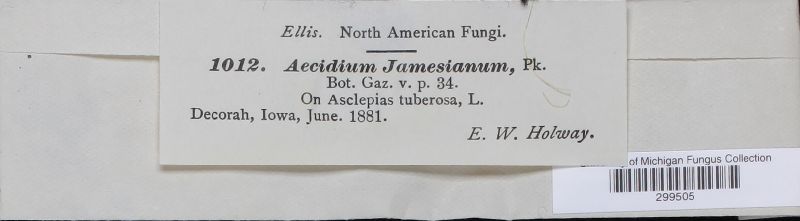 Ellis. North American Fungi.
1012. Aecidium Jamesianum, Pk.
Bot. Gaz. v. p. 34.
On Asclepias tuberosa, L.
Decorah, Iowa, June. 1881.
E. W. Holway.
of Michigan Fungus Collection
299505